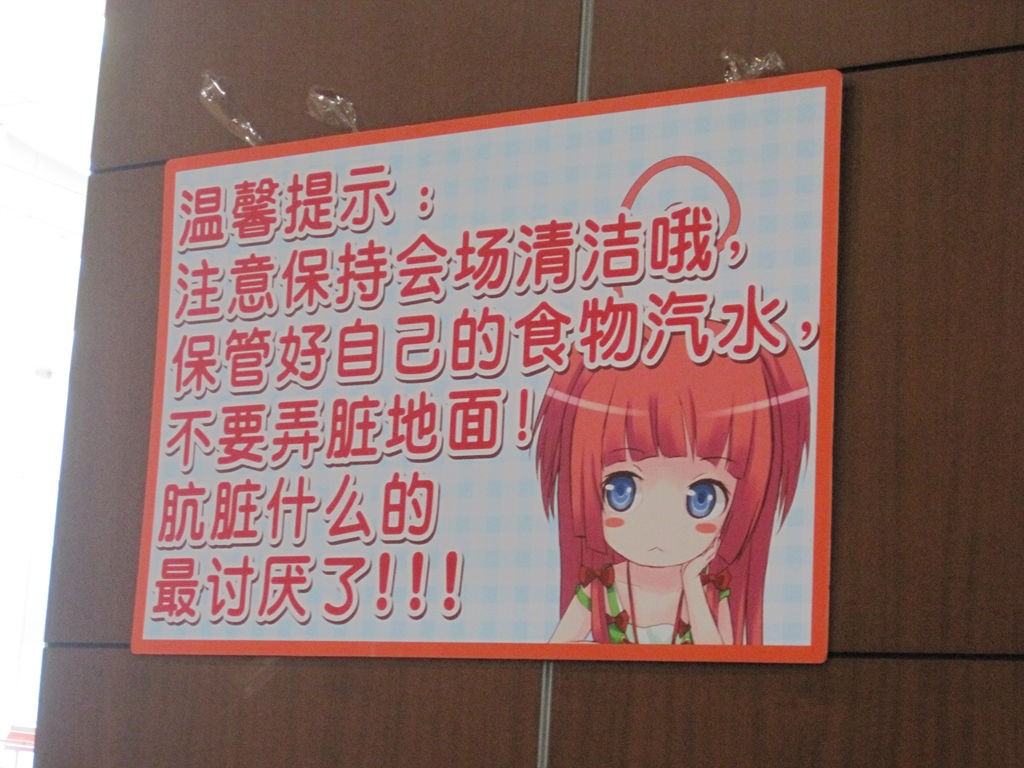 温馨提示：
注意保持会场清洁哦，
保管好自己的食物汽水，
不要弄脏地面！
肮脏什么的
最讨厌了！！！